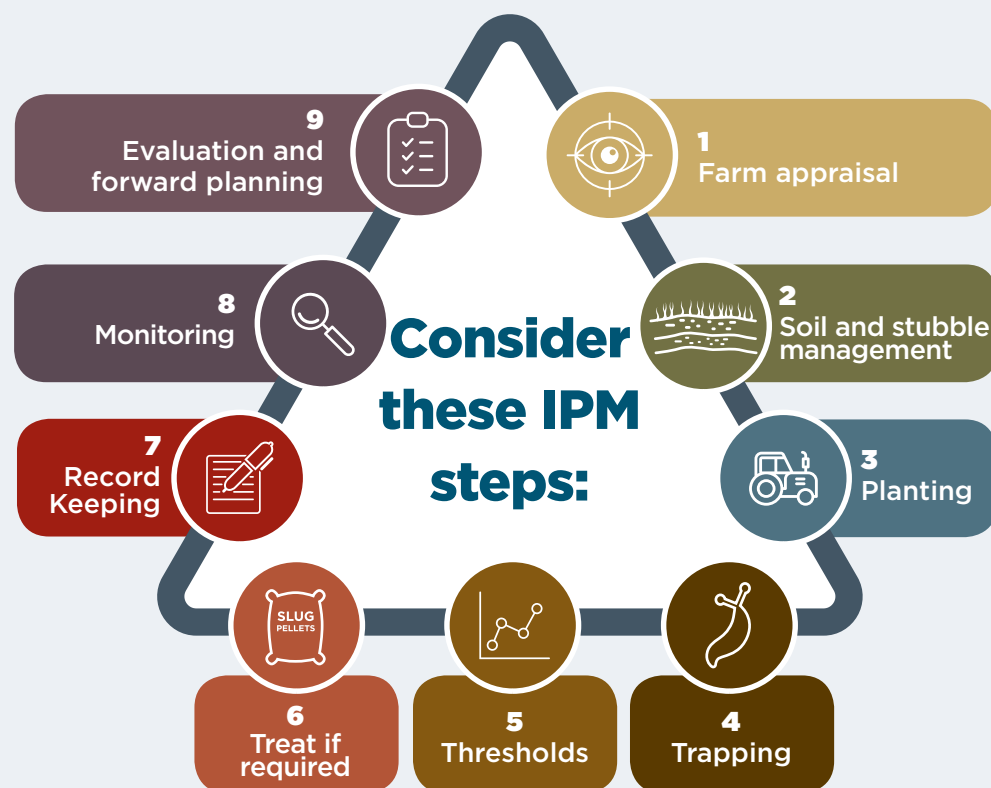 Consider
these IPM
steps:
1
Farm appraisal
2
Soil and stubble
management
3
Planting
4
Trapping
5
Thresholds
6
Treat if
required
SLUG
PELLETS
7
Record
Keeping
8
Monitoring
9
Evaluation and
forward planning